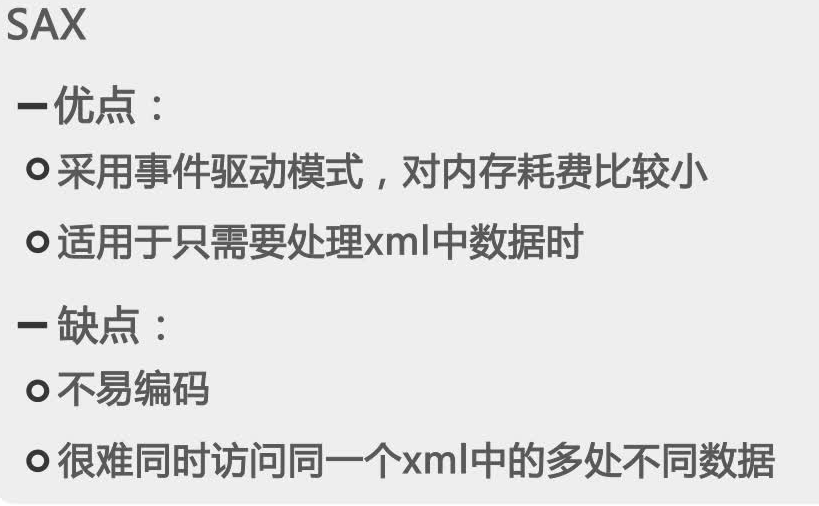 SAX
— 优点：
采用事件驱动模式，对内存耗费比较小
适用于只需要处理xml中数据时
— 缺点：
不易编码
很难同时访问同一个xml中的多处不同数据